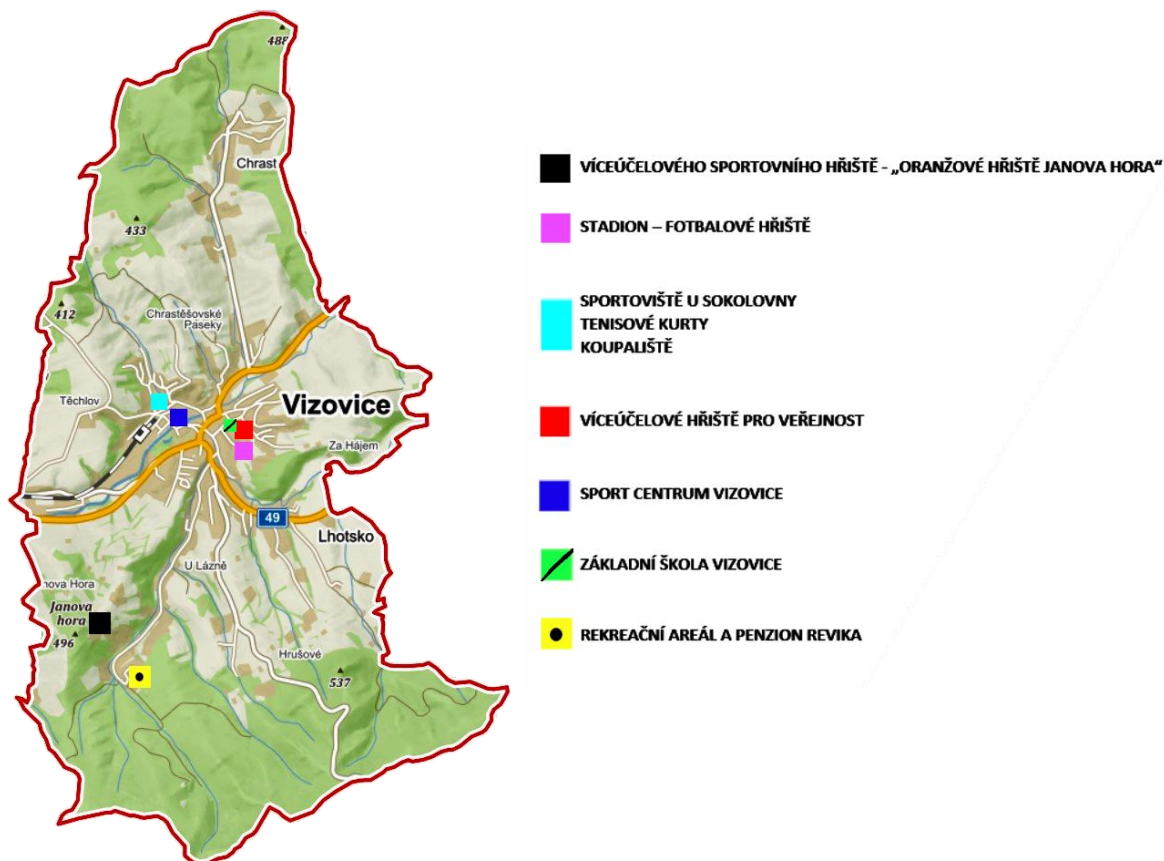 488
Chrast
433
412
Chrastěšovské
Paseky
Těchlov
Vizovice
Za Hájem
49
Lhotsko
U Lázně
nova Hora
Janova
hora
496
Hrušové
537
VÍCEÚČELOVÉHO SPORTOVNÍHO HŘIŠTĚ - „ORANŽOVÉ HŘIŠTĚ JANOVA HORA“
STADION – FOTBALOVÉ HŘIŠTĚ
SPORTOVIŠTĚ U SOKOLOVNY
TENISOVÉ KURTY
KOUPALIŠTĚ
VÍCEÚČELOVÉ HŘIŠTĚ PRO VEŘEJNOST
SPORT CENTRUM VIZOVICE
ZÁKLADNÍ ŠKOLA VIZOVICE
REKREAČNÍ AREÁL A PENZION REVIKA